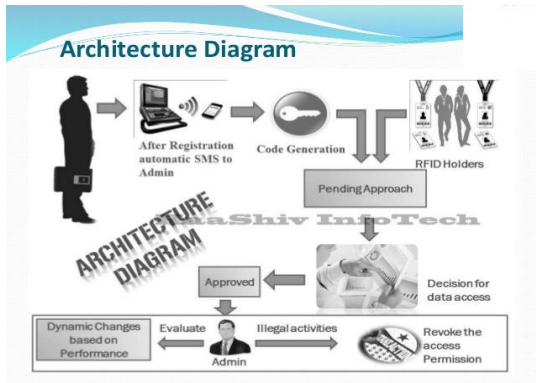 Architecture Diagram
After Registration
automatic SMS to
Admin
Code Generation
RFID Holders
Pending Approach
aaShiv InfoTech
ARCHITECTURE
DIAGRAM
Decision for
data access
Approved
Dynamic Changes
based on
Performance
Evaluate
Admin
Illegal activities
Revoke the
access
Permission